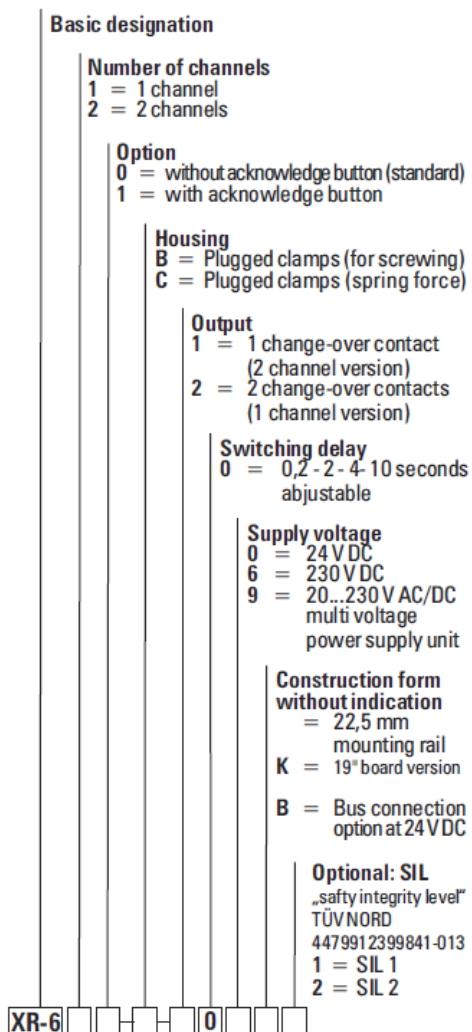 Basic designation
Number of channels
1 = 1 channel
2 = 2 channels
Option
0 = without acknowledge button (standard)
1 = with acknowledge button
Housing
B = Plugged clamps (for screwing)
C = Plugged clamps (spring force)
Output
1 = 1 change-over contact
(2 channel version)
2 = 2 change-over contacts
(1 channel version)
Switching delay
0 = 0,2 - 2 - 4- 10 seconds
abjustable
Supply voltage
0 = 24 V DC
6 = 230 V DC
9 = 20...230 V AC/DC
multi voltage
power supply unit
Construction form
without indication
= 22,5 mm
mounting rail
K = 19" board version
B = Bus connection
option at 24 V DC
Optional: SIL
„safty integrity level“
TÜV NORD
4479912399841-013
1 = SIL 1
2 = SIL 2
XR-6 - - 0